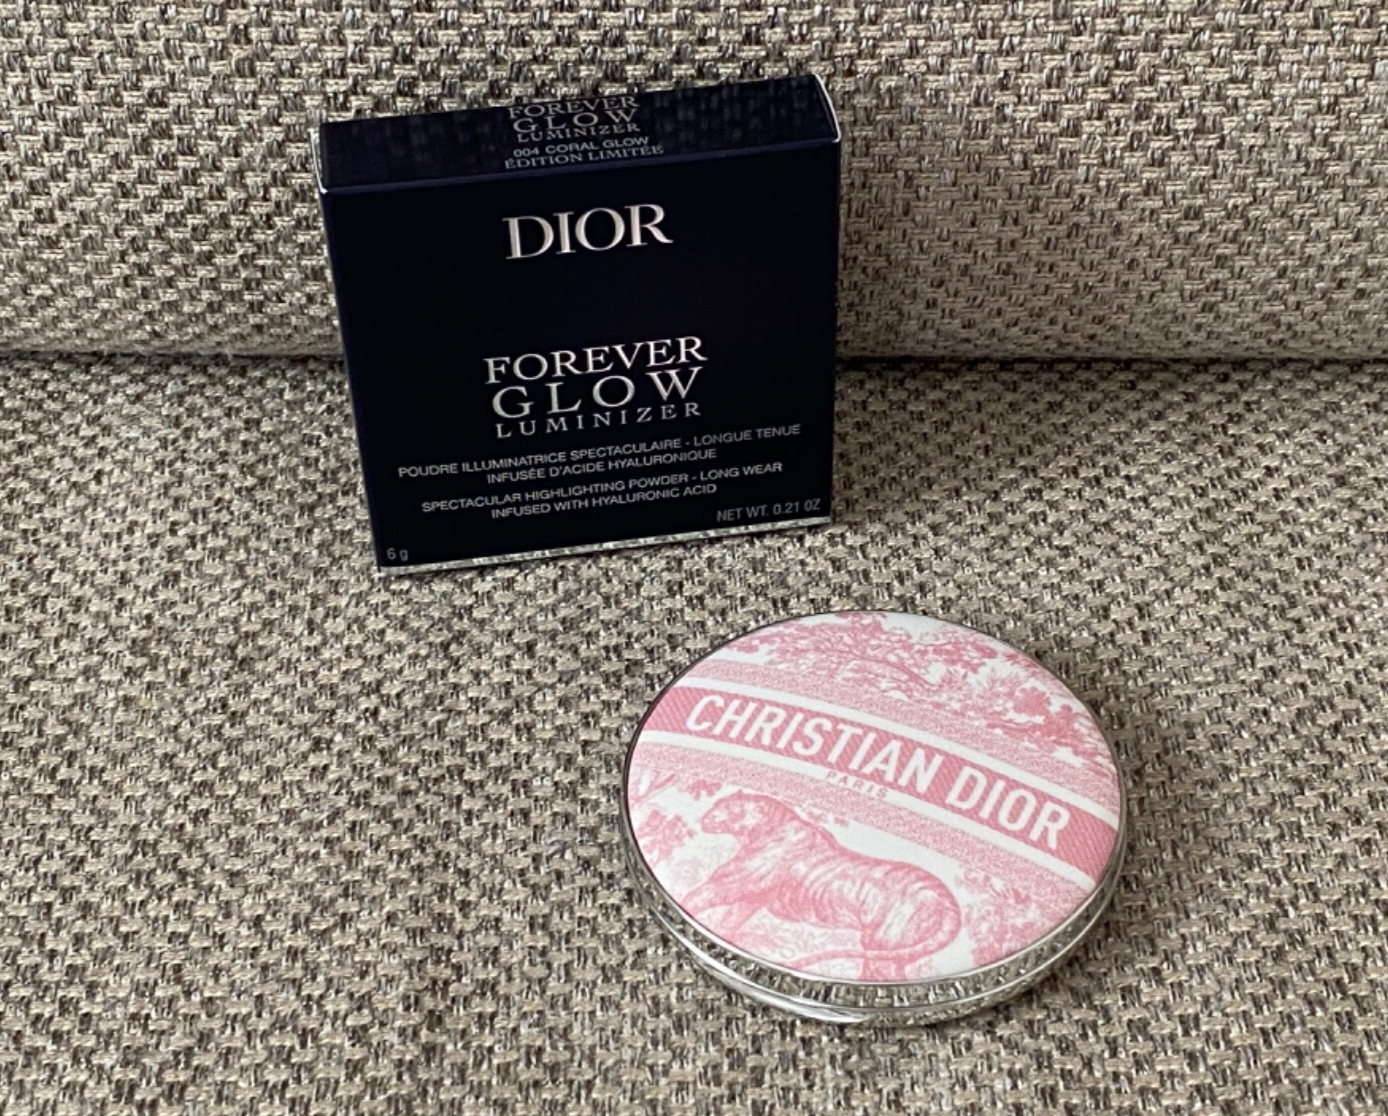 FOREVER
GLOW
LUMINIZER
004 CORAL GLOW
ÉDITION LIMITÉE
DIOR
FOREVER
GLOW
LUMINIZER
POUDRE ILLUMINATRICE SPECTACULAIRE - LONGUE TENUE
INFUSÉE D'ACIDE HYALURONIQUE
SPECTACULAR HIGHLIGHTING POWDER - LONG WEAR
INFUSED WITH HYALURONIC ACID
6 g
NET WT. 0.21 OZ
CHRISTIAN DIOR
PARIS